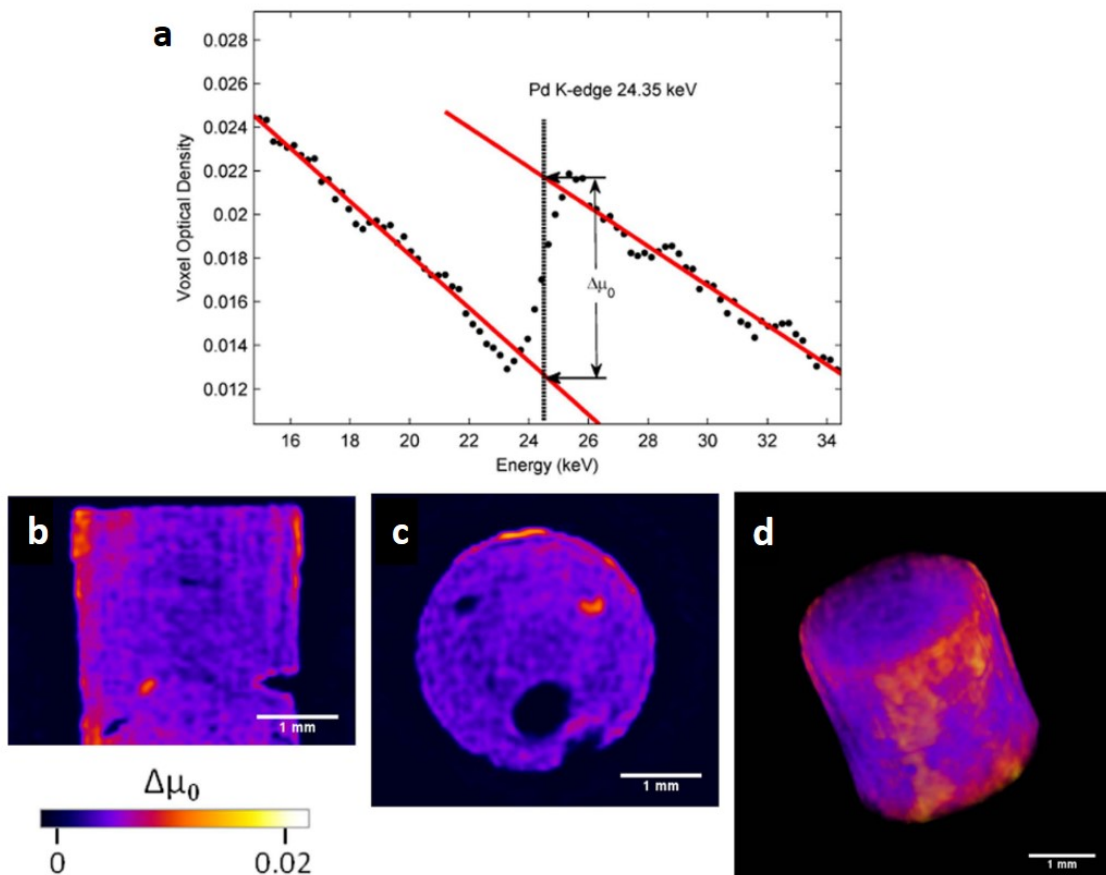 a
0.028
0.026
0.024
0.022
0.02
0.018
0.016
0.014
0.012
Voxel Optical Density
Pd K-edge 24.35 keV
Δμ0
16 18 20 22 24 26 28 30 32 34
Energy (keV)
b
1 mm
c
1 mm
d
1 mm
Δμ0
0 0.02